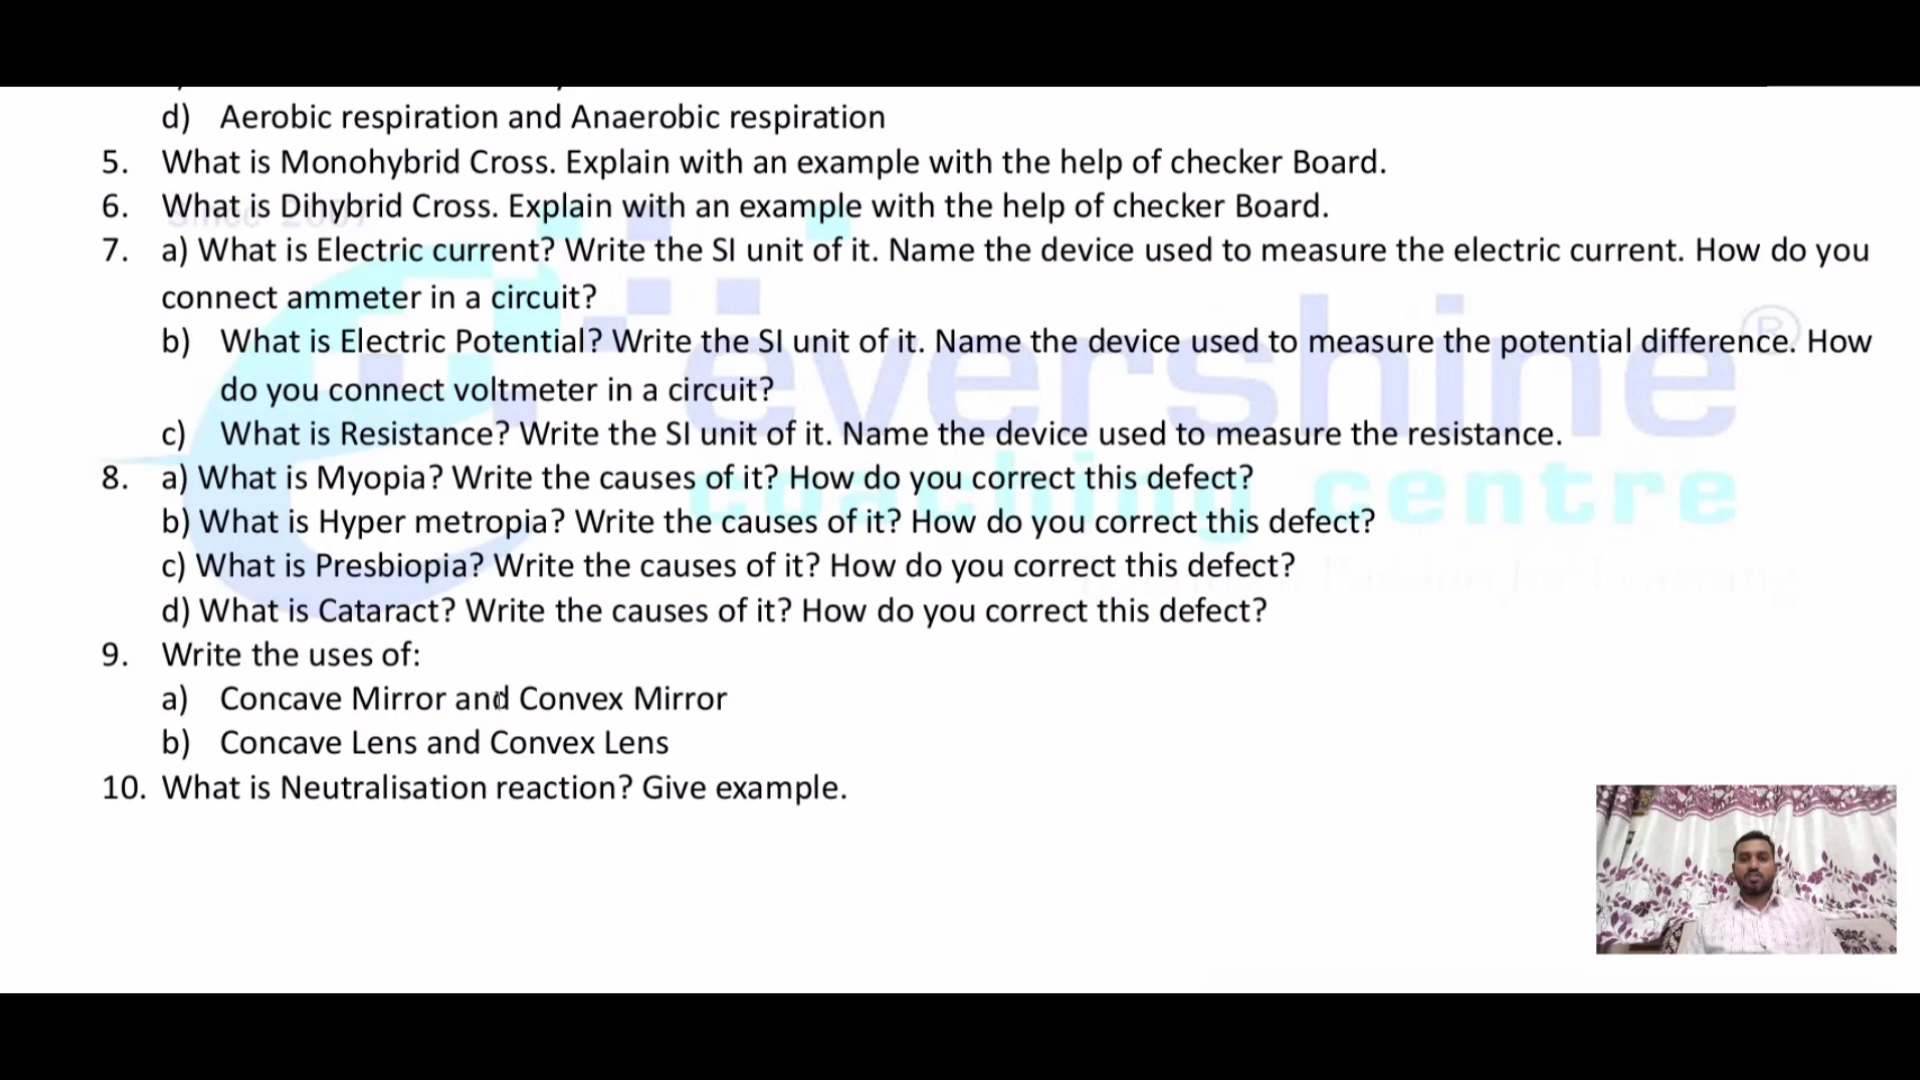 d) Aerobic respiration and Anaerobic respiration
5. What is Monohybrid Cross. Explain with an example with the help of checker Board.
6. What is Dihybrid Cross. Explain with an example with the help of checker Board.
7. a) What is Electric current? Write the SI unit of it. Name the device used to measure the electric current. How do you
connect ammeter in a circuit?
b) What is Electric Potential? Write the SI unit of it. Name the device used to measure the potential difference. How
do you connect voltmeter in a circuit?
c) What is Resistance? Write the SI unit of it. Name the device used to measure the resistance.
8. a) What is Myopia? Write the causes of it? How do you correct this defect?
b) What is Hyper metropia? Write the causes of it? How do you correct this defect?
c) What is Presbiopia? Write the causes of it? How do you correct this defect?
d) What is Cataract? Write the causes of it? How do you correct this defect?
9. Write the uses of:
a) Concave Mirror and Convex Mirror
b) Concave Lens and Convex Lens
10. What is Neutralisation reaction? Give example.
evershine ®
coaching centre
Passion for Learning